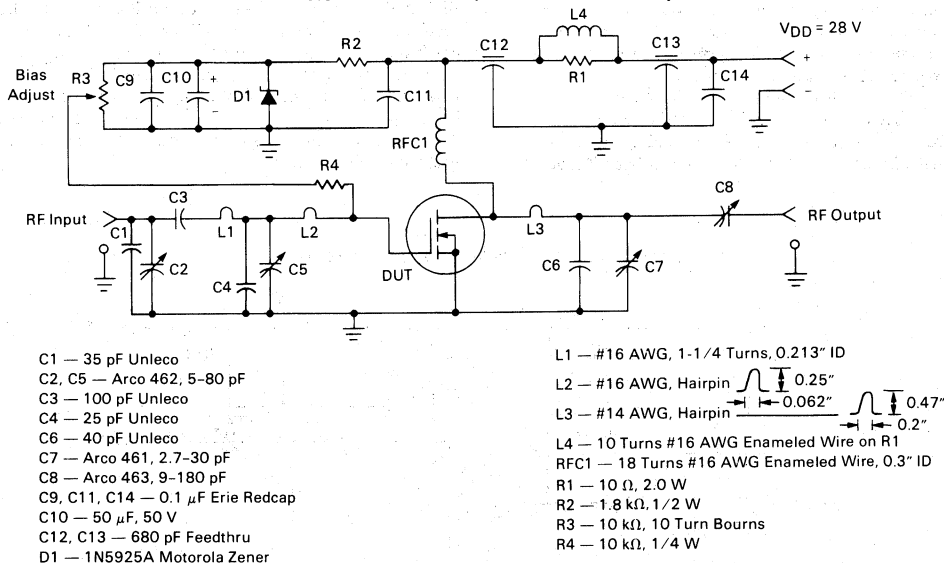 L4
VDD = 28 V
R2
C12
C13
+
Bias
Adjust
R3
C9
C10
+
−
D1
C11
R1
C14
−
RFC1
R4
C3
C8
RF Input
L1
L2
L3
RF Output
C1
C2
C4
C5
DUT
C6
C7
C1 — 35 pF Unleco
C2, C5 — Arco 462, 5-80 pF
C3 — 100 pF Unleco
C4 — 25 pF Unleco
C6 — 40 pF Unleco
C7 — Arco 461, 2.7-30 pF
C8 — Arco 463, 9-180 pF
C9, C11, C14 — 0.1 μF Erie Redcap
C10 — 50 μF, 50 V
C12, C13 — 680 pF Feedthru
D1 — 1N5925A Motorola Zener
L1 — #16 AWG, 1-1/4 Turns, 0.213" ID
L2 — #16 AWG, Hairpin 0.25"
0.062"
L3 — #14 AWG, Hairpin 0.47"
0.2"
L4 — 10 Turns #16 AWG Enameled Wire on R1
RFC1 — 18 Turns #16 AWG Enameled Wire, 0.3" ID
R1 — 10 Ω, 2.0 W
R2 — 1.8 kΩ, 1/2 W
R3 — 10 kΩ, 10 Turn Bourns
R4 — 10 kΩ, 1/4 W